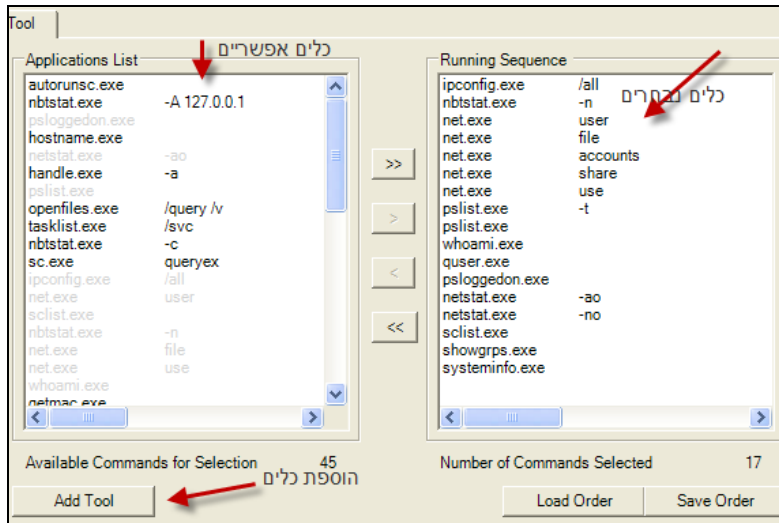 Tool
Applications List
כלים אפשריים
autorunsc.exe
nbtstat.exe -A 127.0.0.1
psloggedon.exe
hostname.exe
netstat.exe -ao
handle.exe -a
pslist.exe
openfiles.exe /query /v
tasklist.exe /svc
nbtstat.exe -c
sc.exe queryex
ipconfig.exe /all
net.exe user
sclist.exe
nbtstat.exe -n
net.exe file
net.exe use
whoami.exe
getmac.exe
>>
>
<
<<
Running Sequence
כלים נבחרים
ipconfig.exe /all
nbtstat.exe -n
net.exe user
net.exe file
net.exe accounts
net.exe share
net.exe use
pslist.exe -t
pslist.exe
whoami.exe
quser.exe
psloggedon.exe
netstat.exe -ao
netstat.exe -no
sclist.exe
showgrps.exe
systeminfo.exe
Available Commands for Selection 45
הוספת כלים
Add Tool
Number of Commands Selected 17
Load Order
Save Order